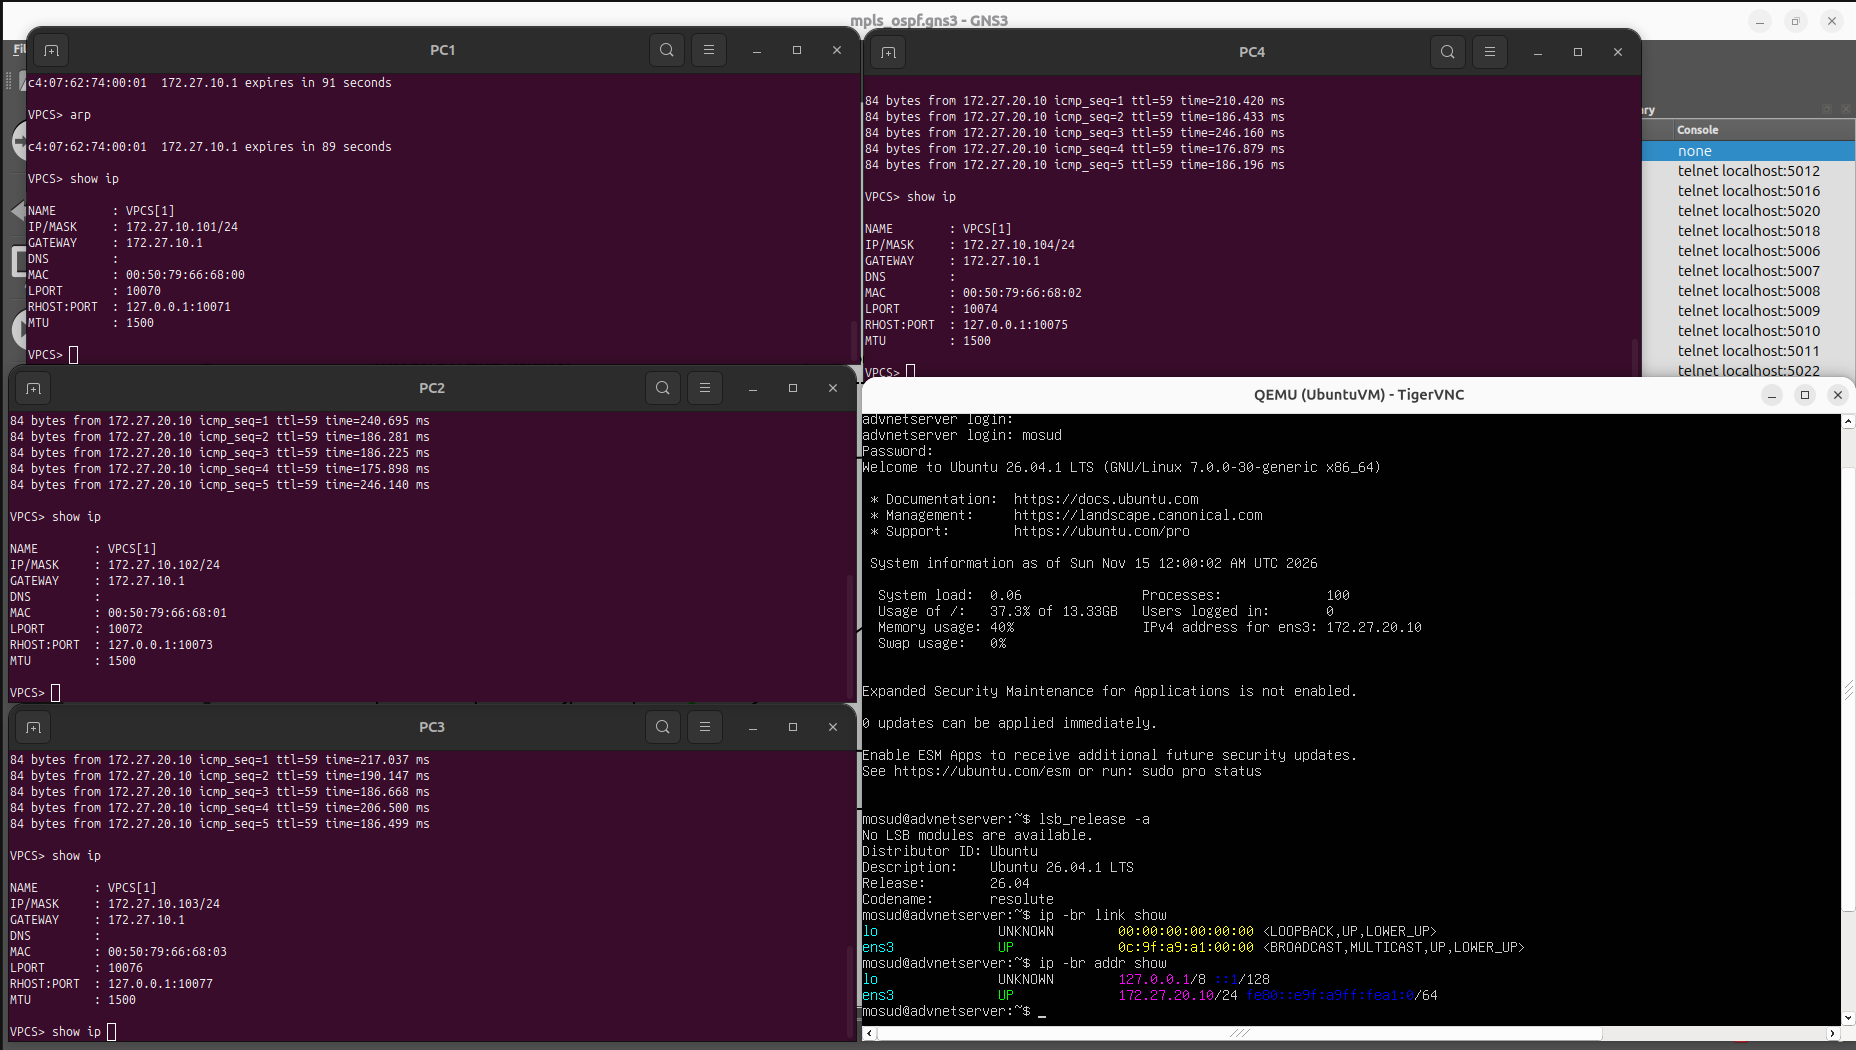 mpls_ospf.gns3 - GNS3
PC1
c4:07:62:74:00:01  172.27.10.1 expires in 91 seconds
VPCS> arp
c4:07:62:74:00:01  172.27.10.1 expires in 89 seconds
VPCS> show ip
NAME        : VPCS[1]
IP/MASK     : 172.27.10.101/24
GATEWAY     : 172.27.10.1
DNS         :
MAC         : 00:50:79:66:68:00
LPORT       : 10070
RHOST:PORT  : 127.0.0.1:10071
MTU         : 1500
VPCS>
PC4
84 bytes from 172.27.20.10 icmp_seq=1 ttl=59 time=210.420 ms
84 bytes from 172.27.20.10 icmp_seq=2 ttl=59 time=186.433 ms
84 bytes from 172.27.20.10 icmp_seq=3 ttl=59 time=246.160 ms
84 bytes from 172.27.20.10 icmp_seq=4 ttl=59 time=176.879 ms
84 bytes from 172.27.20.10 icmp_seq=5 ttl=59 time=186.196 ms
VPCS> show ip
NAME        : VPCS[1]
IP/MASK     : 172.27.10.104/24
GATEWAY     : 172.27.10.1
DNS         :
MAC         : 00:50:79:66:68:02
LPORT       : 10074
RHOST:PORT  : 127.0.0.1:10075
MTU         : 1500
VPCS>
Console
none
telnet localhost:5012
telnet localhost:5016
telnet localhost:5020
telnet localhost:5018
telnet localhost:5006
telnet localhost:5007
telnet localhost:5008
telnet localhost:5009
telnet localhost:5010
telnet localhost:5011
telnet localhost:5022
PC2
84 bytes from 172.27.20.10 icmp_seq=1 ttl=59 time=240.695 ms
84 bytes from 172.27.20.10 icmp_seq=2 ttl=59 time=186.281 ms
84 bytes from 172.27.20.10 icmp_seq=3 ttl=59 time=186.225 ms
84 bytes from 172.27.20.10 icmp_seq=4 ttl=59 time=175.898 ms
84 bytes from 172.27.20.10 icmp_seq=5 ttl=59 time=246.140 ms
VPCS> show ip
NAME        : VPCS[1]
IP/MASK     : 172.27.10.102/24
GATEWAY     : 172.27.10.1
DNS         :
MAC         : 00:50:79:66:68:01
LPORT       : 10072
RHOST:PORT  : 127.0.0.1:10073
MTU         : 1500
VPCS>
PC3
84 bytes from 172.27.20.10 icmp_seq=1 ttl=59 time=217.037 ms
84 bytes from 172.27.20.10 icmp_seq=2 ttl=59 time=190.147 ms
84 bytes from 172.27.20.10 icmp_seq=3 ttl=59 time=186.668 ms
84 bytes from 172.27.20.10 icmp_seq=4 ttl=59 time=206.500 ms
84 bytes from 172.27.20.10 icmp_seq=5 ttl=59 time=186.499 ms
VPCS> show ip
NAME        : VPCS[1]
IP/MASK     : 172.27.10.103/24
GATEWAY     : 172.27.10.1
DNS         :
MAC         : 00:50:79:66:68:03
LPORT       : 10076
RHOST:PORT  : 127.0.0.1:10077
MTU         : 1500
VPCS> show ip
QEMU (UbuntuVM) - TigerVNC
advnetserver login:
advnetserver login: mosud
Password:
Welcome to Ubuntu 26.04.1 LTS (GNU/Linux 7.0.0-30-generic x86_64)
* Documentation:  https://docs.ubuntu.com
* Management:     https://landscape.canonical.com
* Support:        https://ubuntu.com/pro
System information as of Sun Nov 15 12:00:02 AM UTC 2026
System load:  0.06               Processes:             100
Usage of /:   37.3% of 13.33GB   Users logged in:       0
Memory usage: 40%                IPv4 address for ens3: 172.27.20.10
Swap usage:   0%
Expanded Security Maintenance for Applications is not enabled.
0 updates can be applied immediately.
Enable ESM Apps to receive additional future security updates.
See https://ubuntu.com/esm or run: sudo pro status
mosud@advnetserver:~$ lsb_release -a
No LSB modules are available.
Distributor ID: Ubuntu
Description:    Ubuntu 26.04.1 LTS
Release:        26.04
Codename:       resolute
mosud@advnetserver:~$ ip -br link show
lo               UNKNOWN        00:00:00:00:00:00 <LOOPBACK,UP,LOWER_UP>
ens3             UP             0c:9f:a9:a1:00:00 <BROADCAST,MULTICAST,UP,LOWER_UP>
mosud@advnetserver:~$ ip -br addr show
lo               UNKNOWN        127.0.0.1/8 ::1/128
ens3             UP             172.27.20.10/24 fe80::e9f:a9ff:fea1:0/64
mosud@advnetserver:~$ _